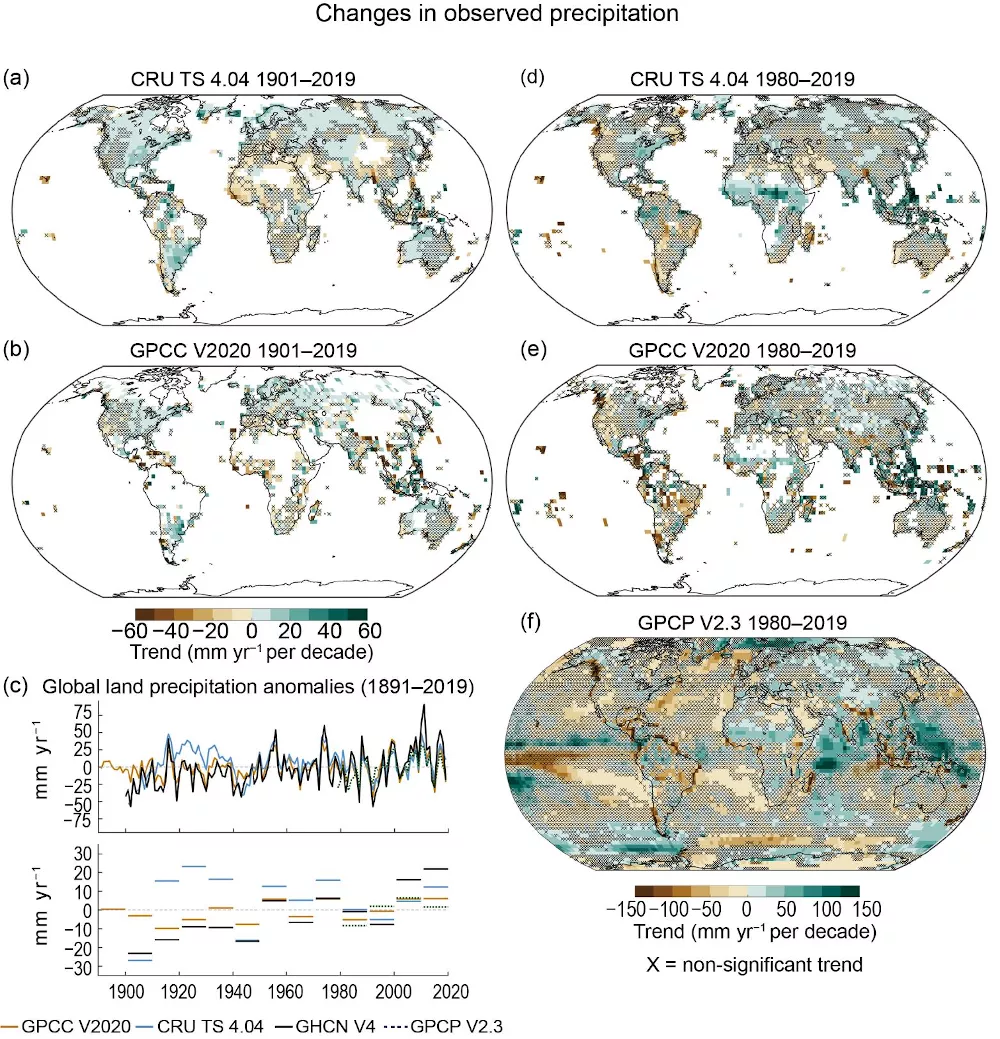 Changes in observed precipitation
(a) CRU TS 4.04 1901–2019
(d) CRU TS 4.04 1980–2019
(b) GPCC V2020 1901–2019
(e) GPCC V2020 1980–2019
−60 −40 −20 0 20 40 60
Trend (mm yr−1 per decade)
(c) Global land precipitation anomalies (1891–2019)
75
50
25
0
−25
−50
−75
mm yr−1
30
20
10
0
−10
−20
−30
mm yr−1
1900 1920 1940 1960 1980 2000 2020
GPCC V2020 CRU TS 4.04 GHCN V4 GPCP V2.3
(f) GPCP V2.3 1980–2019
−150 −100 −50 0 50 100 150
Trend (mm yr−1 per decade)
X = non-significant trend